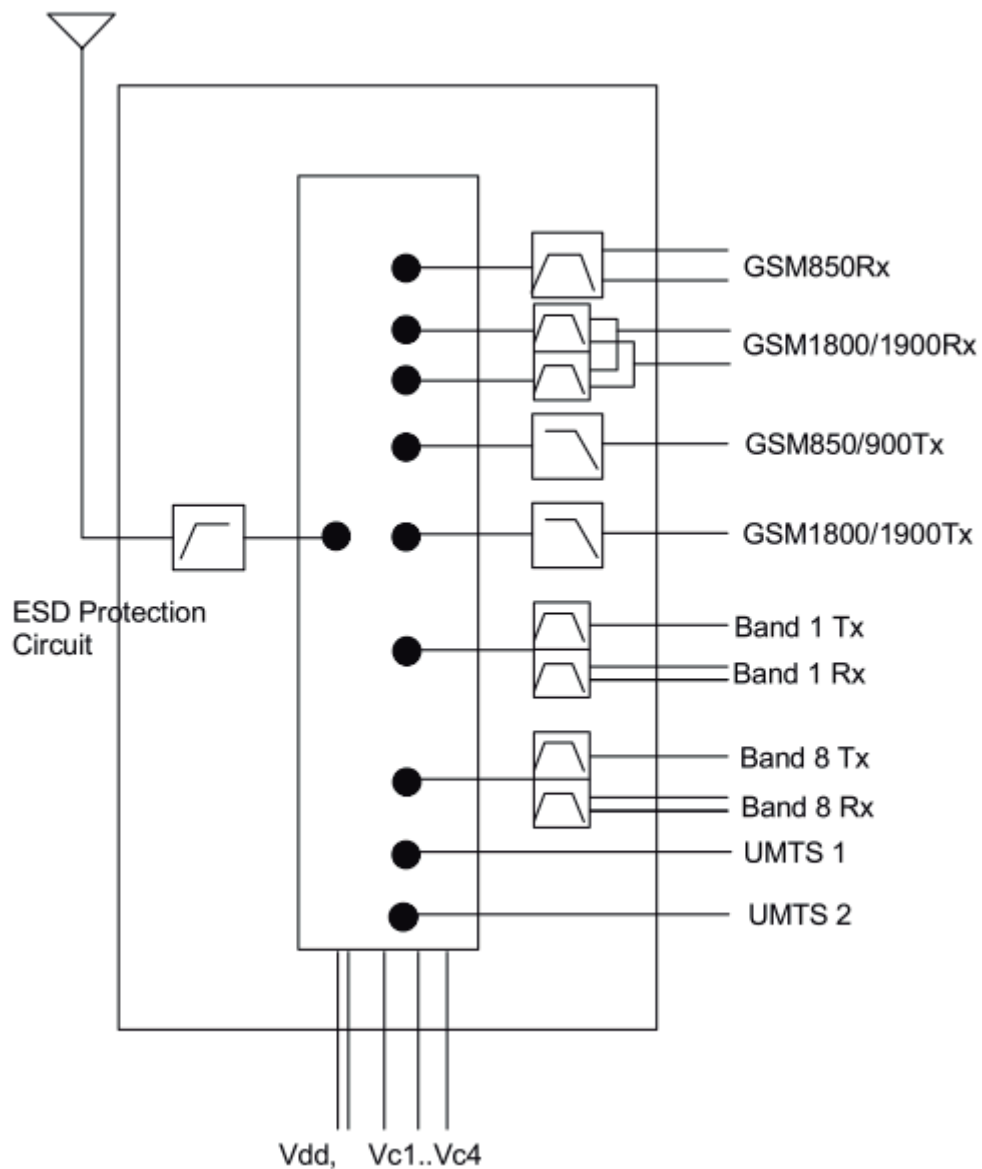 GSM850Rx
GSM1800/1900Rx
GSM850/900Tx
GSM1800/1900Tx
ESD Protection
Circuit
Band 1 Tx
Band 1 Rx
Band 8 Tx
Band 8 Rx
UMTS 1
UMTS 2
Vdd, Vc1..Vc4